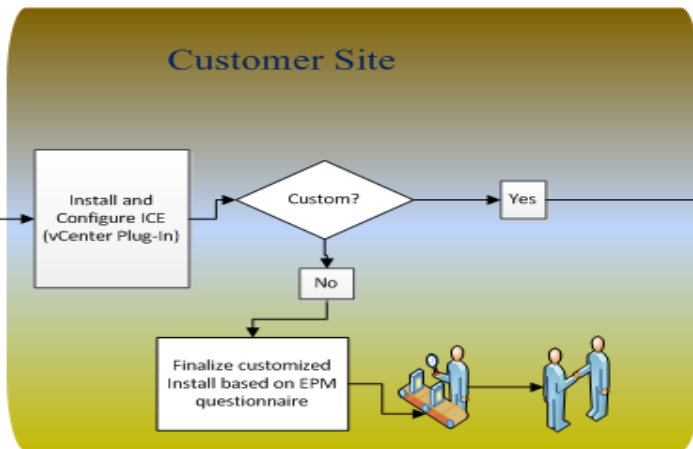 Customer Site
Install and
Configure ICE
(vCenter Plug-In)
Custom?
Yes
No
Finalize customized
Install based on EPM
questionnaire